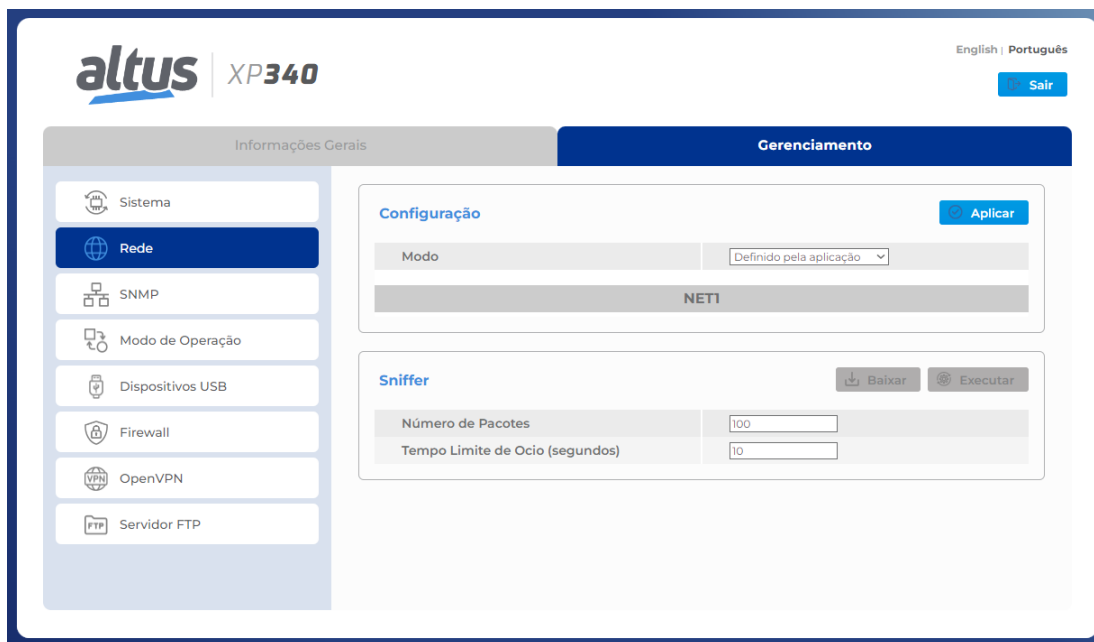 English | Português
altus | XP340
Sair
Informações Gerais
Gerenciamento
Sistema
Rede
SNMP
Modo de Operação
Dispositivos USB
Firewall
VPN OpenVPN
FTP Servidor FTP
Configuração
Aplicar
Modo Definido pela aplicação
NET1
Sniffer
Baixar Executar
Número de Pacotes 100
Tempo Limite de Ocio (segundos) 10